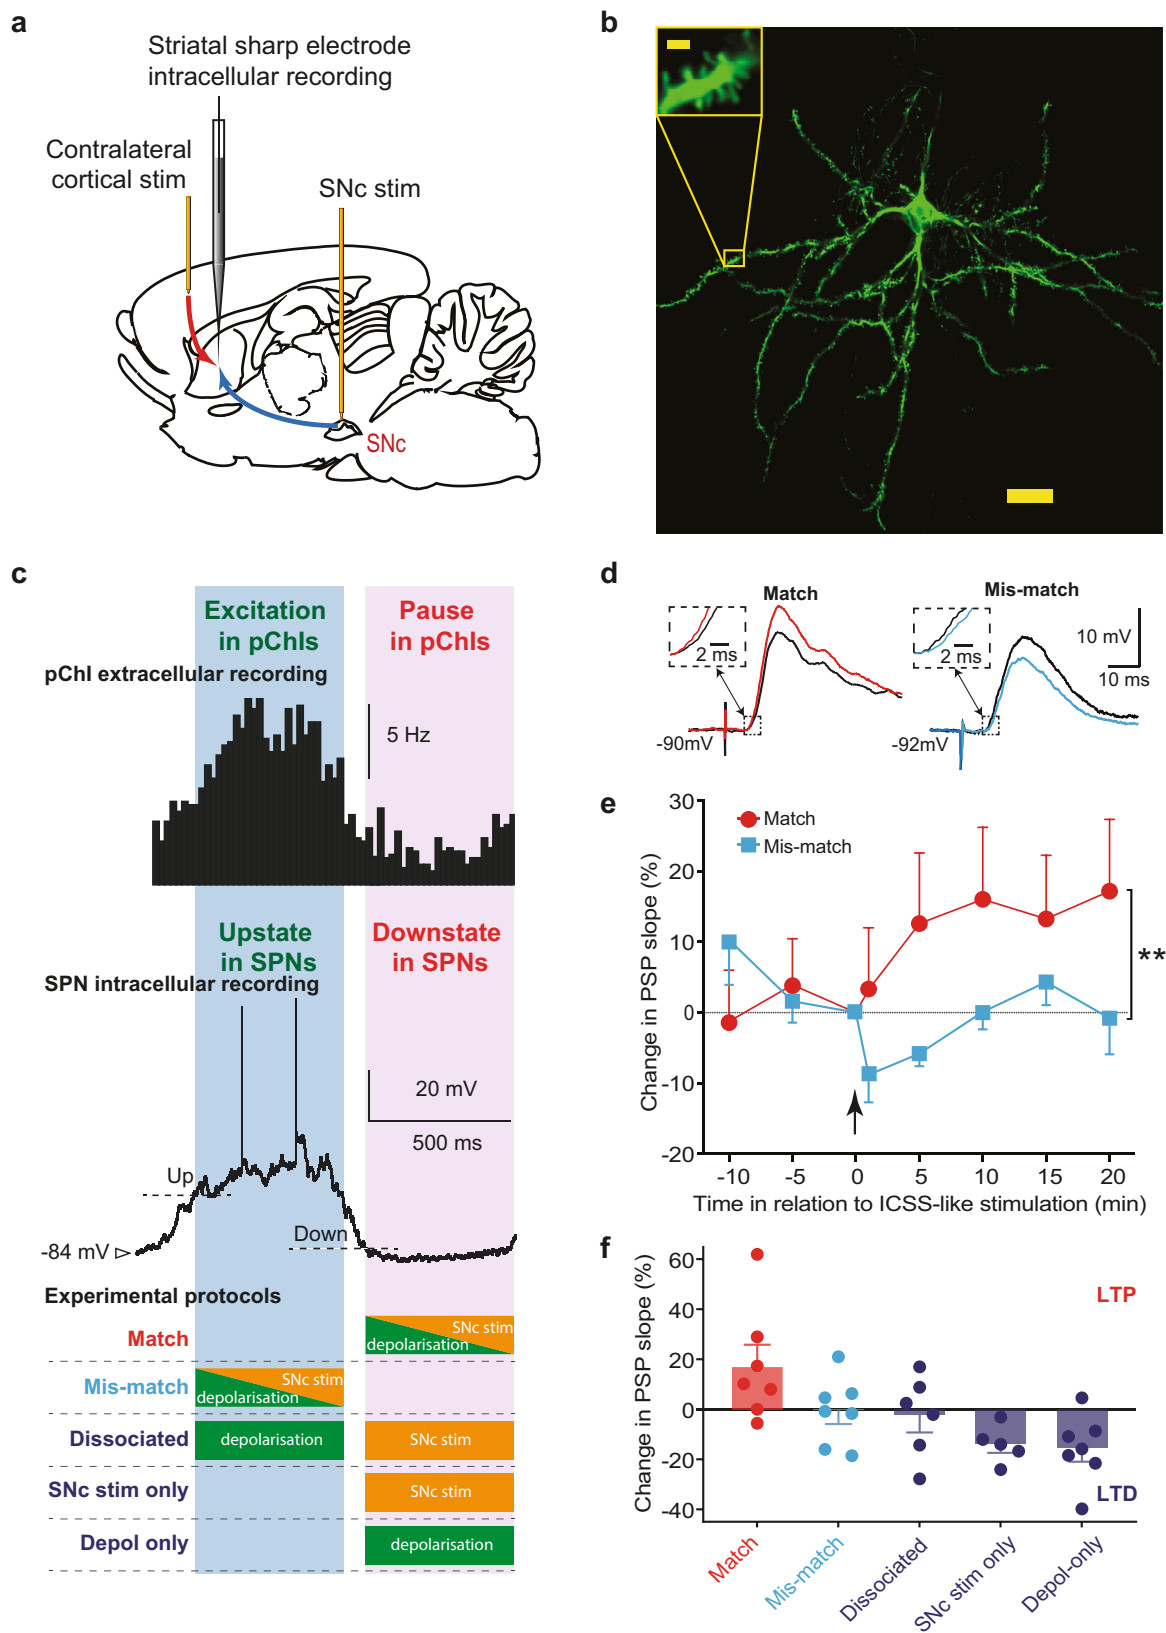 a
Striatal sharp electrode
intracellular recording
Contralateral
cortical stim
SNc stim
SNc
b
c
Excitation
in pChIs
Pause
in pChIs
pChI extracellular recording
5 Hz
Upstate
in SPNs
Downstate
in SPNs
SPN intracellular recording
20 mV
500 ms
Up
Down
-84 mV
Experimental protocols
Match
depolarisation
SNc stim
Mis-match
depolarisation
SNc stim
Dissociated
depolarisation
SNc stim
SNc stim only
SNc stim
Depol only
depolarisation
d
Match
Mis-match
2 ms
2 ms
10 mV
10 ms
-90mV
-92mV
e
Match
Mis-match
Change in PSP slope (%)
30
20
10
0
-10
-20
**
-10
-5
0
5
10
15
20
Time in relation to ICSS-like stimulation (min)
f
Change in PSP slope (%)
60
40
20
0
-20
-40
LTP
LTD
Match
Mis-match
Dissociated
SNc stim only
Depol-only